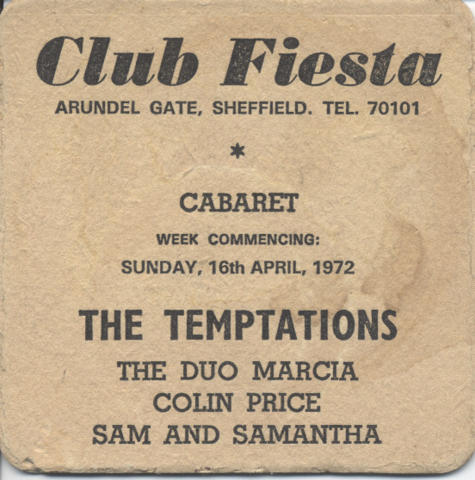 Club Fiesta
ARUNDEL GATE, SHEFFIELD. TEL. 70101
*
CABARET
WEEK COMMENCING:
SUNDAY, 16th APRIL, 1972
THE TEMPTATIONS
THE DUO MARCIA
COLIN PRICE
SAM AND SAMANTHA